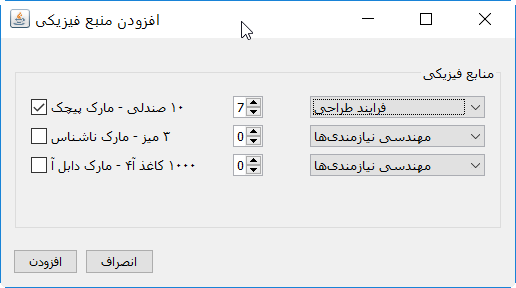 افزودن منبع فیزیکی
منابع فیزیکی
۱۰ صندلی - مارک پیچک 7 فرایند طراحی
۳ میز - مارک ناشناس 0 مهندسی نیازمندی‌ها
۱۰۰۰ کاغذ آ۴ - مارک دابل آ 0 مهندسی نیازمندی‌ها
افزودن انصراف